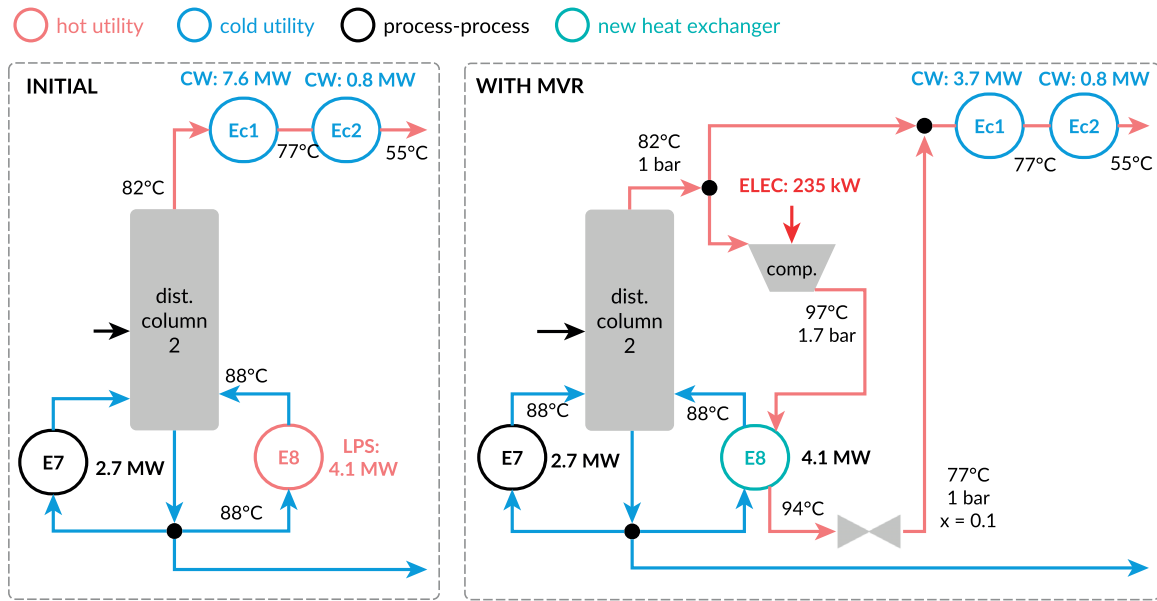 hot utility
cold utility
process-process
new heat exchanger
INITIAL
CW: 7.6 MW
CW: 0.8 MW
Ec1
Ec2
77°C
55°C
82°C
dist.
column
2
88°C
E7
2.7 MW
E8
LPS:
4.1 MW
88°C
WITH MVR
CW: 3.7 MW
CW: 0.8 MW
Ec1
Ec2
77°C
55°C
82°C
1 bar
ELEC: 235 kW
comp.
97°C
1.7 bar
dist.
column
2
88°C
88°C
E7
2.7 MW
E8
4.1 MW
94°C
77°C
1 bar
x = 0.1